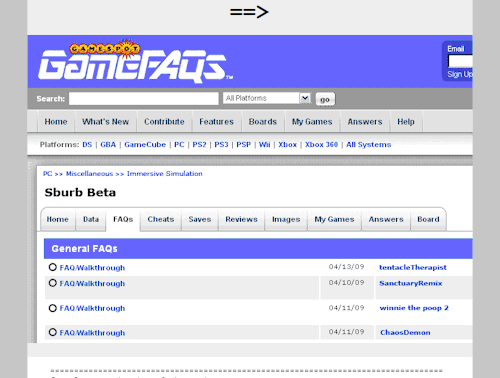 ==>
GAMESPOT
GameFAQs™
Email
Sign Up
Search: All Platforms go
Home What's New Contribute Features Boards My Games Answers Help
Platforms: DS | GBA | GameCube | PC | PS2 | PS3 | PSP | Wii | Xbox | Xbox 360 | All Systems
PC >> Miscellaneous >> Immersive Simulation
Sburb Beta
Home Data FAQs Cheats Saves Reviews Images My Games Answers Board
General FAQs
FAQ/Walkthrough 04/13/09 tentacleTherapist
FAQ/Walkthrough 04/10/09 SanctuaryRemix
FAQ/Walkthrough 04/11/09 winnie the poop 2
FAQ/Walkthrough 04/11/09 ChaosDemon